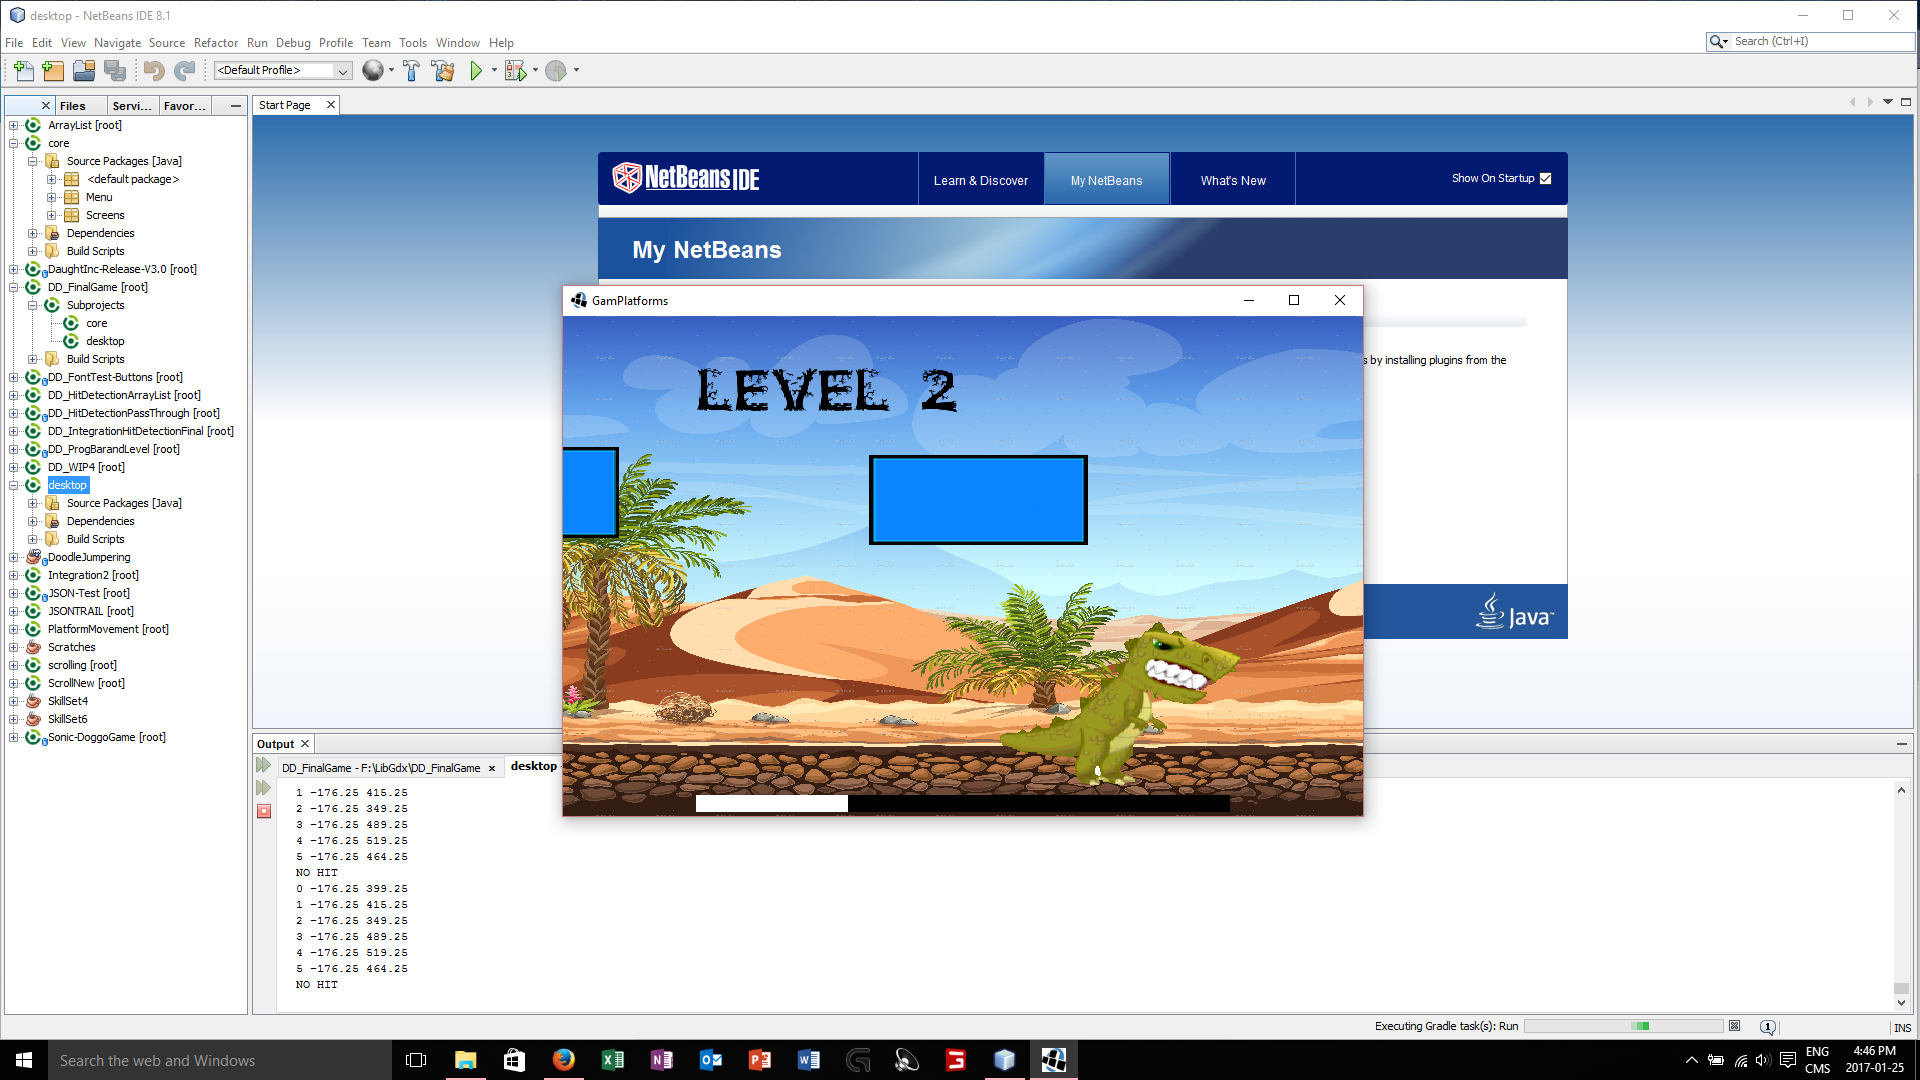 desktop - NetBeans IDE 8.1
File Edit View Navigate Source Refactor Run Debug Profile Team Tools Window Help
Search (Ctrl+I)
<Default Profile>
Files Servi... Favor...
Start Page
ArrayList [root]
core
Source Packages [Java]
<default package>
Menu
Screens
Dependencies
Build Scripts
DaughtInc-Release-V3.0 [root]
DD_FinalGame [root]
Subprojects
core
desktop
Build Scripts
DD_FontTest-Buttons [root]
DD_HitDetectionArrayList [root]
DD_HitDetectionPassThrough [root]
DD_IntegrationHitDetectionFinal [root]
DD_ProgBarandLevel [root]
DD_WIP4 [root]
desktop
Source Packages [Java]
Dependencies
Build Scripts
DoodleJumpering
Integration2 [root]
JSON-Test [root]
JSONTRAIL [root]
PlatformMovement [root]
Scratches
scrolling [root]
ScrollNew [root]
SkillSet4
SkillSet6
Sonic-DoggoGame [root]
NetBeans IDE
Learn & Discover
My NetBeans
What's New
Show On Startup
My NetBeans
s by installing plugins from the
Java
GamPlatforms
LEVEL 2
Output
DD_FinalGame - F:\LibGdx\DD_FinalGame
desktop -
1 -176.25 415.25
2 -176.25 349.25
3 -176.25 489.25
4 -176.25 519.25
5 -176.25 464.25
NO HIT
0 -176.25 399.25
1 -176.25 415.25
2 -176.25 349.25
3 -176.25 489.25
4 -176.25 519.25
5 -176.25 464.25
NO HIT
Executing Gradle task(s): Run
1
INS
Search the web and Windows
ENG
CMS
4:46 PM
2017-01-25